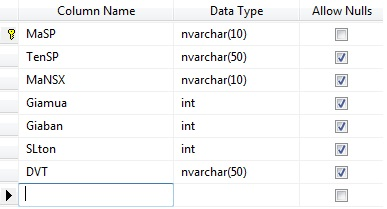 Column Name Data Type Allow Nulls
MaSP nvarchar(10)
TenSP nvarchar(50)
MaNSX nvarchar(10)
Giamua int
Giaban int
SLton int
DVT nvarchar(50)